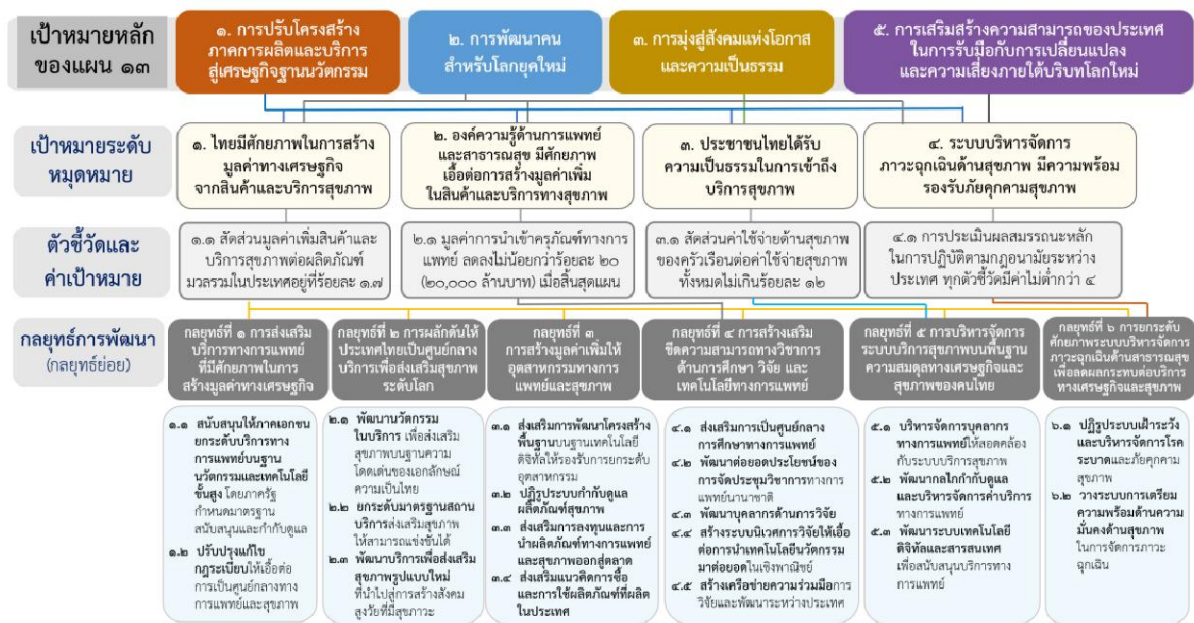 เป้าหมายหลัก
ของแผน ๑๓
๑. การปรับโครงสร้าง
ภาคการผลิตและบริการ
สู่เศรษฐกิจฐานนวัตกรรม
๒. การพัฒนาคน
สำหรับโลกยุคใหม่
๓. การมุ่งสู่สังคมแห่งโอกาส
และความเป็นธรรม
๕. การเสริมสร้างความสามารถของประเทศ
ในการรับมือกับการเปลี่ยนแปลง
และความเสี่ยงภายใต้บริบทโลกใหม่
เป้าหมายระดับ
หมุดหมาย
๑. ไทยมีศักยภาพในการสร้าง
มูลค่าทางเศรษฐกิจ
จากสินค้าและบริการสุขภาพ
๒. องค์ความรู้ด้านการแพทย์
และสาธารณสุข มีศักยภาพ
เอื้อต่อการสร้างมูลค่าเพิ่ม
ในสินค้าและบริการทางสุขภาพ
๓. ประชาชนไทยได้รับ
ความเป็นธรรมในการเข้าถึง
บริการสุขภาพ
๔. ระบบบริหารจัดการ
ภาวะฉุกเฉินด้านสุขภาพ มีความพร้อม
รองรับภัยคุกคามสุขภาพ
ตัวชี้วัดและ
ค่าเป้าหมาย
๑.๑ สัดส่วนมูลค่าเพิ่มสินค้าและ
บริการสุขภาพต่อผลิตภัณฑ์
มวลรวมในประเทศอยู่ที่ร้อยละ ๑.๗
๒.๑ มูลค่าการนำเข้าครุภัณฑ์ทางการ
แพทย์ ลดลงไม่น้อยกว่าร้อยละ ๒๐
(๒๐,๐๐๐ ล้านบาท) เมื่อสิ้นสุดแผน
๓.๑ สัดส่วนค่าใช้จ่ายด้านสุขภาพ
ของครัวเรือนต่อค่าใช้จ่ายสุขภาพ
ทั้งหมดไม่เกินร้อยละ ๑๒
๔.๑ การประเมินผลสมรรถนะหลัก
ในการปฏิบัติตามกฎอนามัยระหว่าง
ประเทศ ทุกตัวชี้วัดมีค่าไม่ต่ำกว่า ๔
กลยุทธ์การพัฒนา
(กลยุทธ์ย่อย)
กลยุทธ์ที่ ๑ การส่งเสริม
บริการทางการแพทย์
ที่มีศักยภาพในการ
สร้างมูลค่าทางเศรษฐกิจ
กลยุทธ์ที่ ๒ การผลักดันให้
ประเทศไทยเป็นศูนย์กลาง
บริการเพื่อส่งเสริมสุขภาพ
ระดับโลก
กลยุทธ์ที่ ๓
การสร้างมูลค่าเพิ่มให้
อุตสาหกรรมทางการ
แพทย์และสุขภาพ
กลยุทธ์ที่ ๔ การสร้างเสริม
ขีดความสามารถทางวิชาการ
ด้านการศึกษา วิจัย และ
เทคโนโลยีทางการแพทย์
กลยุทธ์ที่ ๕ การบริหารจัดการ
ระบบบริการสุขภาพบนพื้นฐาน
ความสมดุลทางเศรษฐกิจและ
สุขภาพของคนไทย
กลยุทธ์ที่ ๖ การยกระดับ
ศักยภาพระบบบริหารจัดการ
ภาวะฉุกเฉินด้านสาธารณสุข
เพื่อลดผลกระทบต่อบริการ
ทางเศรษฐกิจและสุขภาพ
๑.๑ สนับสนุนให้ภาคเอกชน
ยกระดับบริการทาง
การแพทย์บนฐาน
นวัตกรรมและเทคโนโลยี
ขั้นสูง โดยภาครัฐ
กำหนดมาตรฐาน
สนับสนุนและกำกับดูแล
๑.๒ ปรับปรุงแก้ไข
กฎระเบียบให้เอื้อต่อ
การเป็นศูนย์กลางทาง
การแพทย์และสุขภาพ
๒.๑ พัฒนานวัตกรรม
ในบริการ เพื่อส่งเสริม
สุขภาพบนฐานความ
โดดเด่นของเอกลักษณ์
ความเป็นไทย
๒.๒ ยกระดับมาตรฐานสถาน
บริการส่งเสริมสุขภาพ
ให้สามารถแข่งขันได้
๒.๓ พัฒนาบริการเพื่อส่งเสริม
สุขภาพรูปแบบใหม่
ที่นำไปสู่การสร้างสังคม
สูงวัยที่มีสุขภาวะ
๓.๑ ส่งเสริมการพัฒนาโครงสร้าง
พื้นฐานบนฐานเทคโนโลยี
ดิจิทัลให้รองรับการยกระดับ
อุตสาหกรรม
๓.๒ ปฏิรูประบบกำกับดูแล
ผลิตภัณฑ์สุขภาพ
๓.๓ ส่งเสริมการลงทุนและการ
นำผลิตภัณฑ์ทางการแพทย์
และสุขภาพออกสู่ตลาด
๓.๔ ส่งเสริมแนวคิดการซื้อ
และการใช้ผลิตภัณฑ์ที่ผลิต
ในประเทศ
๔.๑ ส่งเสริมการเป็นศูนย์กลาง
การศึกษาทางการแพทย์
๔.๒ พัฒนาต่อยอดประโยชน์ของ
การจัดประชุมวิชาการทางการ
แพทย์นานาชาติ
๔.๓ พัฒนาบุคลากรด้านการวิจัย
๔.๔ สร้างระบบนิเวศการวิจัยให้เอื้อ
ต่อการนำเทคโนโลยีนวัตกรรม
มาต่อยอดในเชิงพาณิชย์
๔.๕ สร้างเครือข่ายความร่วมมือการ
วิจัยและพัฒนาระหว่างประเทศ
๕.๑ บริหารจัดการบุคลากร
ทางการแพทย์ให้สอดคล้อง
กับระบบบริการสุขภาพ
๕.๒ พัฒนากลไกกำกับดูแล
และบริหารจัดการค่าบริการ
ทางการแพทย์
๕.๓ พัฒนาระบบเทคโนโลยี
ดิจิทัลและสารสนเทศ
เพื่อสนับสนุนบริการทาง
การแพทย์
๖.๑ ปฏิรูประบบเฝ้าระวัง
และบริหารจัดการโรค
ระบาดและภัยคุกคาม
สุขภาพ
๖.๒ วางระบบการเตรียม
ความพร้อมด้านความ
มั่นคงด้านสุขภาพ
ในการจัดการภาวะ
ฉุกเฉิน